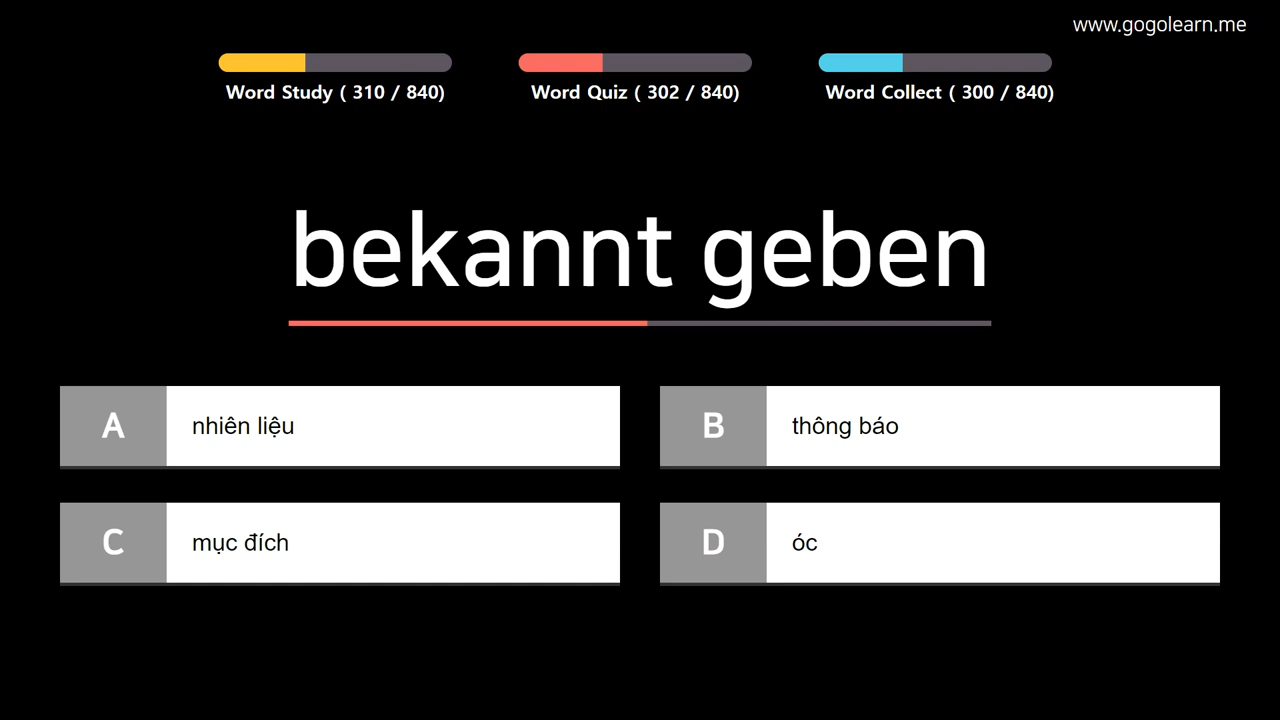 www.gogolearn.me
Word Study ( 310 / 840)
Word Quiz ( 302 / 840)
Word Collect ( 300 / 840)
bekannt geben
A nhiên liệu
B thông báo
C mục đích
D óc